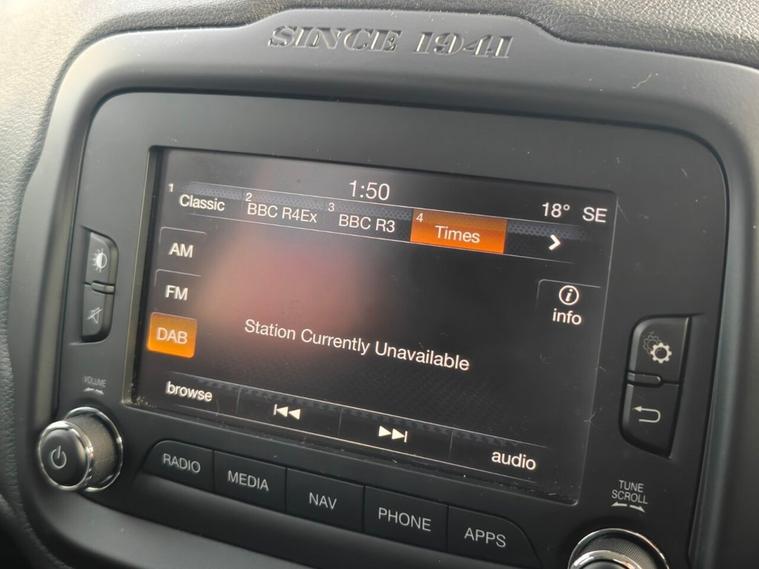 SINCE 1941
1:50
18° SE
1 Classic
2 BBC R4Ex
3 BBC R3
4 Times
AM
FM
DAB
info
Station Currently Unavailable
browse
audio
VOLUME
RADIO
MEDIA
NAV
PHONE
APPS
TUNE
SCROLL